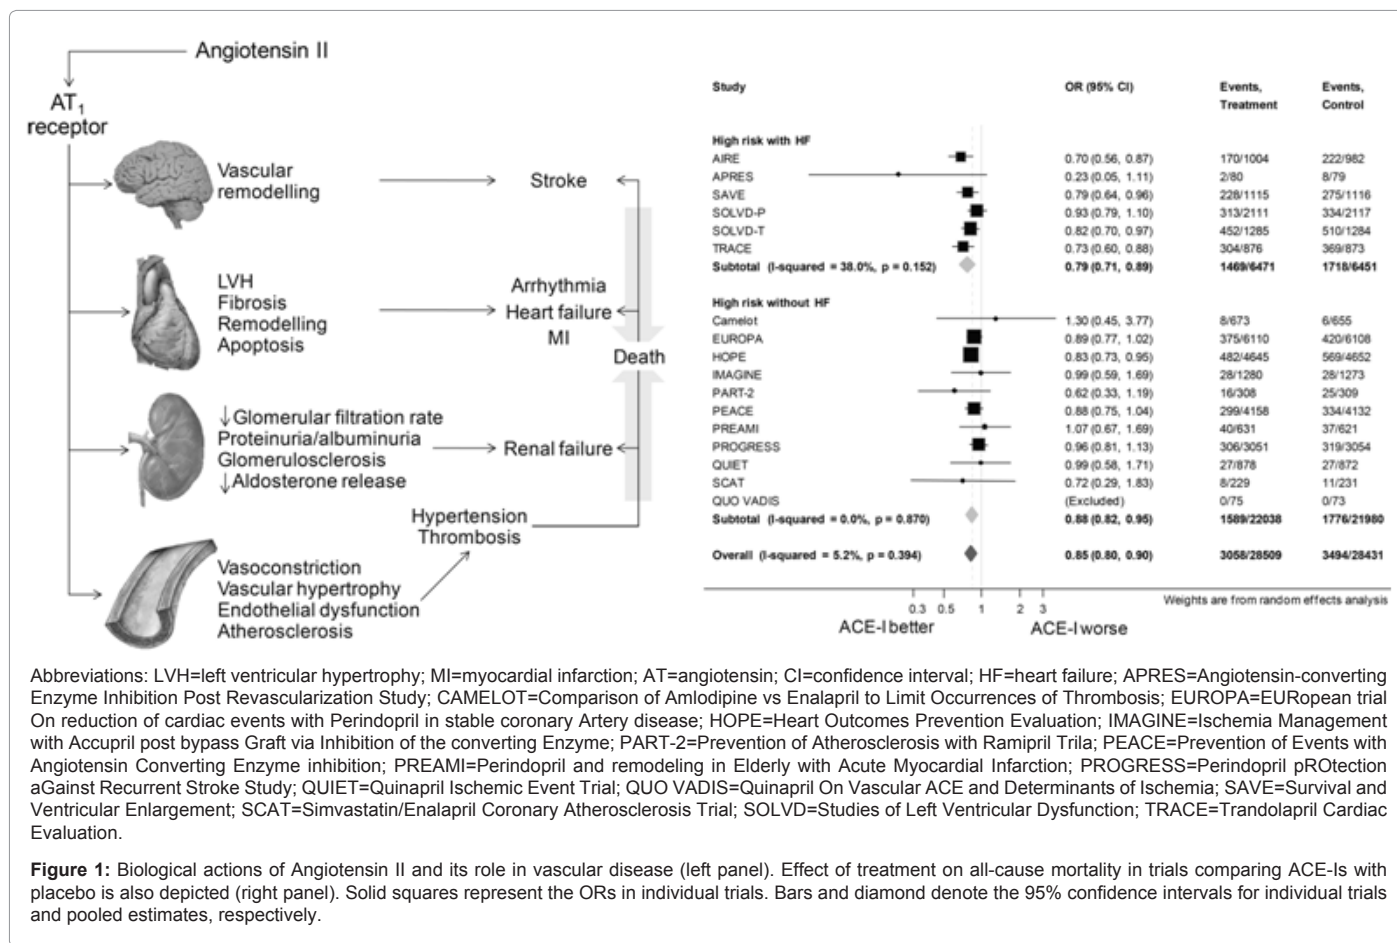 Angiotensin II
AT1
receptor
Vascular
remodelling
Stroke
LVH
Fibrosis
Remodelling
Apoptosis
Arrhythmia
Heart failure
MI
Death
↓Glomerular filtration rate
Proteinuria/albuminuria
Glomerulosclerosis
↓Aldosterone release
Renal failure
Hypertension
Thrombosis
Vasoconstriction
Vascular hypertrophy
Endothelial dysfunction
Atherosclerosis
Study OR (95% CI) Events, Treatment Events, Control
High risk with HF
AIRE 0.70 (0.56, 0.87) 170/1004 222/982
APRES 0.23 (0.05, 1.11) 2/80 8/79
SAVE 0.79 (0.64, 0.96) 228/1115 275/1116
SOLVD-P 0.93 (0.79, 1.10) 313/2111 334/2117
SOLVD-T 0.82 (0.70, 0.97) 452/1285 510/1284
TRACE 0.73 (0.60, 0.88) 304/876 369/873
Subtotal (I-squared = 38.0%, p = 0.152) 0.79 (0.71, 0.89) 1469/6471 1718/6451
High risk without HF
Camelot 1.30 (0.45, 3.77) 8/673 6/655
EUROPA 0.89 (0.77, 1.02) 375/6110 420/6108
HOPE 0.83 (0.73, 0.95) 482/4645 569/4652
IMAGINE 0.99 (0.59, 1.69) 28/1280 28/1273
PART-2 0.62 (0.33, 1.19) 16/308 25/309
PEACE 0.88 (0.75, 1.04) 299/4158 334/4132
PREAMI 1.07 (0.67, 1.69) 40/631 37/621
PROGRESS 0.96 (0.81, 1.13) 306/3051 319/3054
QUIET 0.99 (0.58, 1.71) 27/878 27/872
SCAT 0.72 (0.29, 1.83) 8/229 11/231
QUO VADIS (Excluded) 0/75 0/73
Subtotal (I-squared = 0.0%, p = 0.870) 0.88 (0.82, 0.95) 1589/22038 1776/21980
Overall (I-squared = 5.2%, p = 0.394) 0.85 (0.80, 0.90) 3058/28509 3494/28431
Weights are from random effects analysis
0.3 0.5 1 2 3
ACE-I better ACE-I worse
Abbreviations: LVH=left ventricular hypertrophy; MI=myocardial infarction; AT=angiotensin; CI=confidence interval; HF=heart failure; APRES=Angiotensin-converting
Enzyme Inhibition Post Revascularization Study; CAMELOT=Comparison of Amlodipine vs Enalapril to Limit Occurrences of Thrombosis; EUROPA=EURopean trial
On reduction of cardiac events with Perindopril in stable coronary Artery disease; HOPE=Heart Outcomes Prevention Evaluation; IMAGINE=Ischemia Management
with Accupril post bypass Graft via Inhibition of the converting Enzyme; PART-2=Prevention of Atherosclerosis with Ramipril Trila; PEACE=Prevention of Events with
Angiotensin Converting Enzyme inhibition; PREAMI=Perindopril and remodeling in Elderly with Acute Myocardial Infarction; PROGRESS=Perindopril pROtection
aGainst Recurrent Stroke Study; QUIET=Quinapril Ischemic Event Trial; QUO VADIS=Quinapril On Vascular ACE and Determinants of Ischemia; SAVE=Survival and
Ventricular Enlargement; SCAT=Simvastatin/Enalapril Coronary Atherosclerosis Trial; SOLVD=Studies of Left Ventricular Dysfunction; TRACE=Trandolapril Cardiac
Evaluation.
Figure 1: Biological actions of Angiotensin II and its role in vascular disease (left panel). Effect of treatment on all-cause mortality in trials comparing ACE-Is with
placebo is also depicted (right panel). Solid squares represent the ORs in individual trials. Bars and diamond denote the 95% confidence intervals for individual trials
and pooled estimates, respectively.